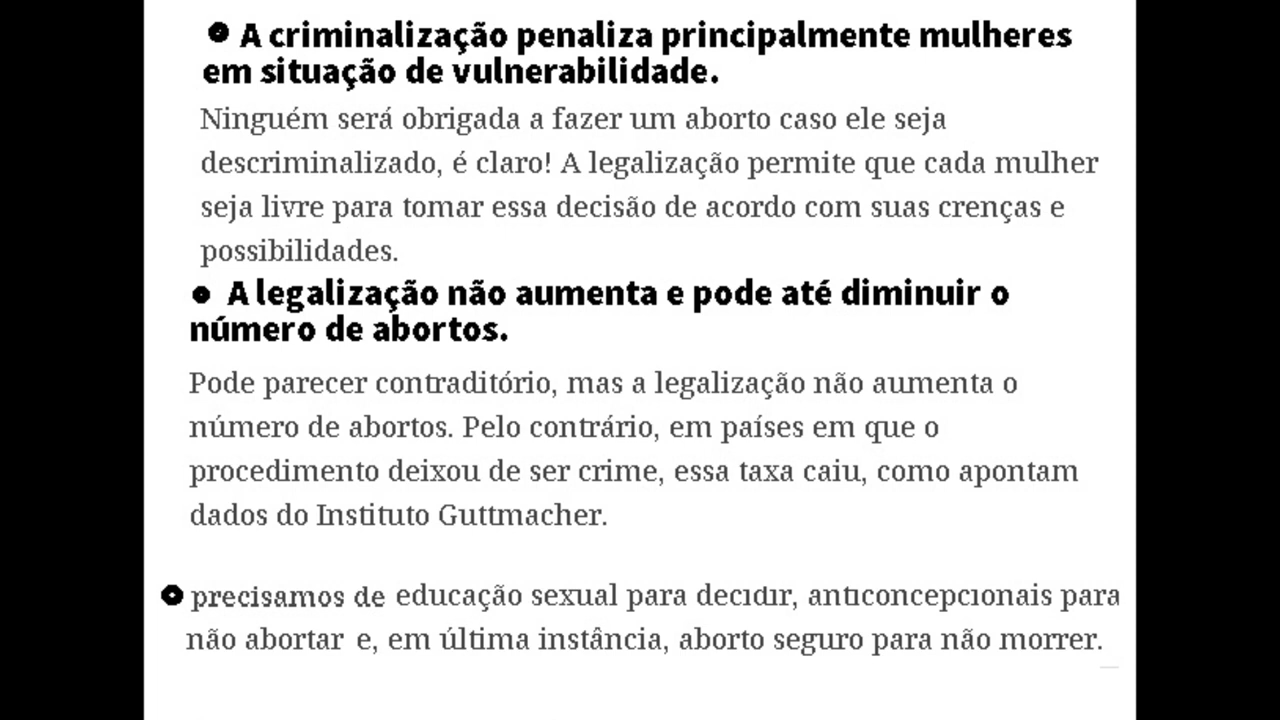 ● A criminalização penaliza principalmente mulheres
em situação de vulnerabilidade.
Ninguém será obrigada a fazer um aborto caso ele seja
descriminalizado, é claro! A legalização permite que cada mulher
seja livre para tomar essa decisão de acordo com suas crenças e
possibilidades.
● A legalização não aumenta e pode até diminuir o
número de abortos.
Pode parecer contraditório, mas a legalização não aumenta o
número de abortos. Pelo contrário, em países em que o
procedimento deixou de ser crime, essa taxa caiu, como apontam
dados do Instituto Guttmacher.
● precisamos de educação sexual para decidir, anticoncepcionais para
não abortar e, em última instância, aborto seguro para não morrer.